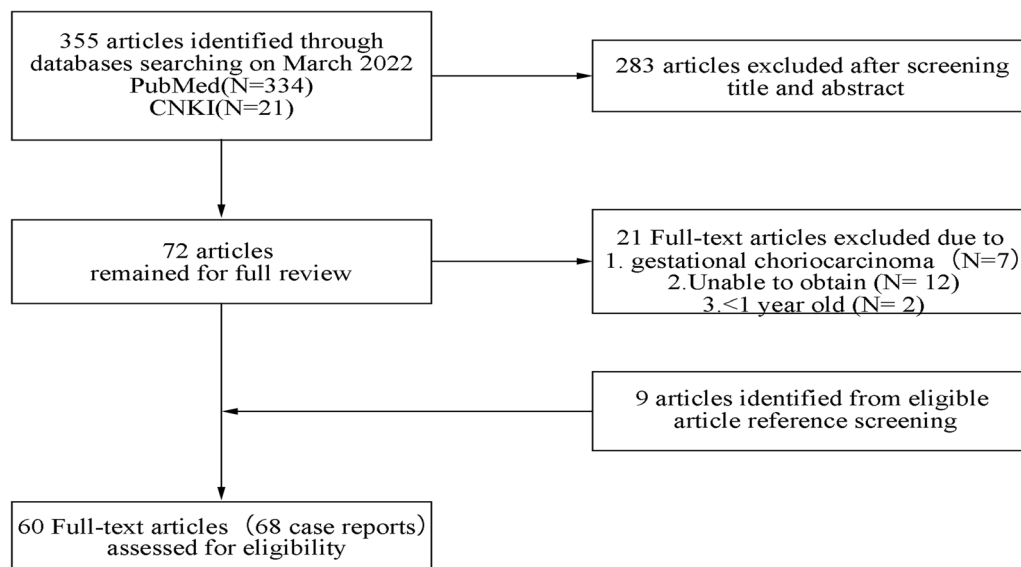 355 articles identified through
databases searching on March 2022
PubMed(N=334)
CNKI(N=21)
283 articles excluded after screening
title and abstract
72 articles
remained for full review
21 Full-text articles excluded due to
1. gestational choriocarcinoma（N=7）
2.Unable to obtain (N= 12)
3.<1 year old (N= 2)
9 articles identified from eligible
article reference screening
60 Full-text articles（68 case reports）
assessed for eligibility